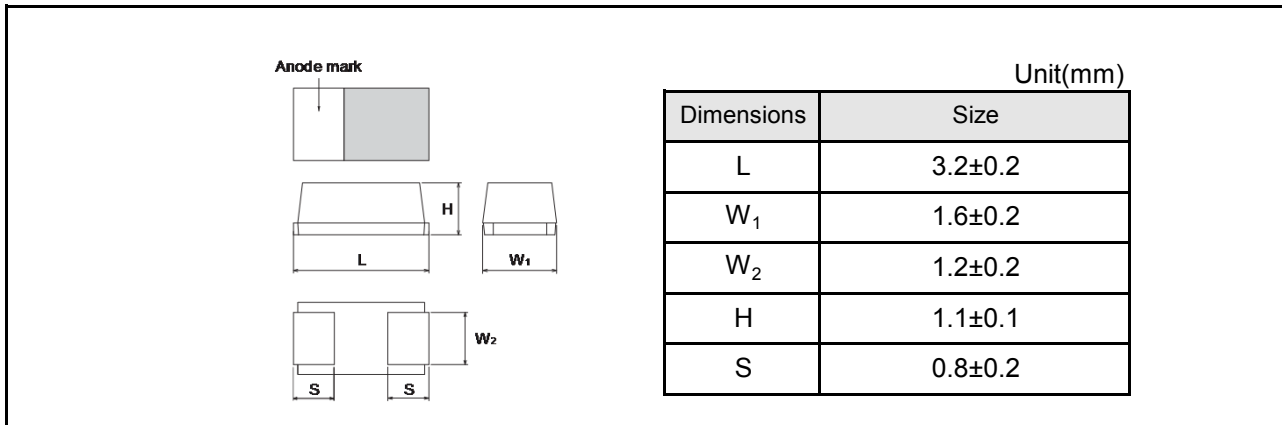 Anode mark
H
L
W₁
W₂
S S
Unit(mm)
Dimensions Size
L 3.2±0.2
W₁ 1.6±0.2
W₂ 1.2±0.2
H 1.1±0.1
S 0.8±0.2